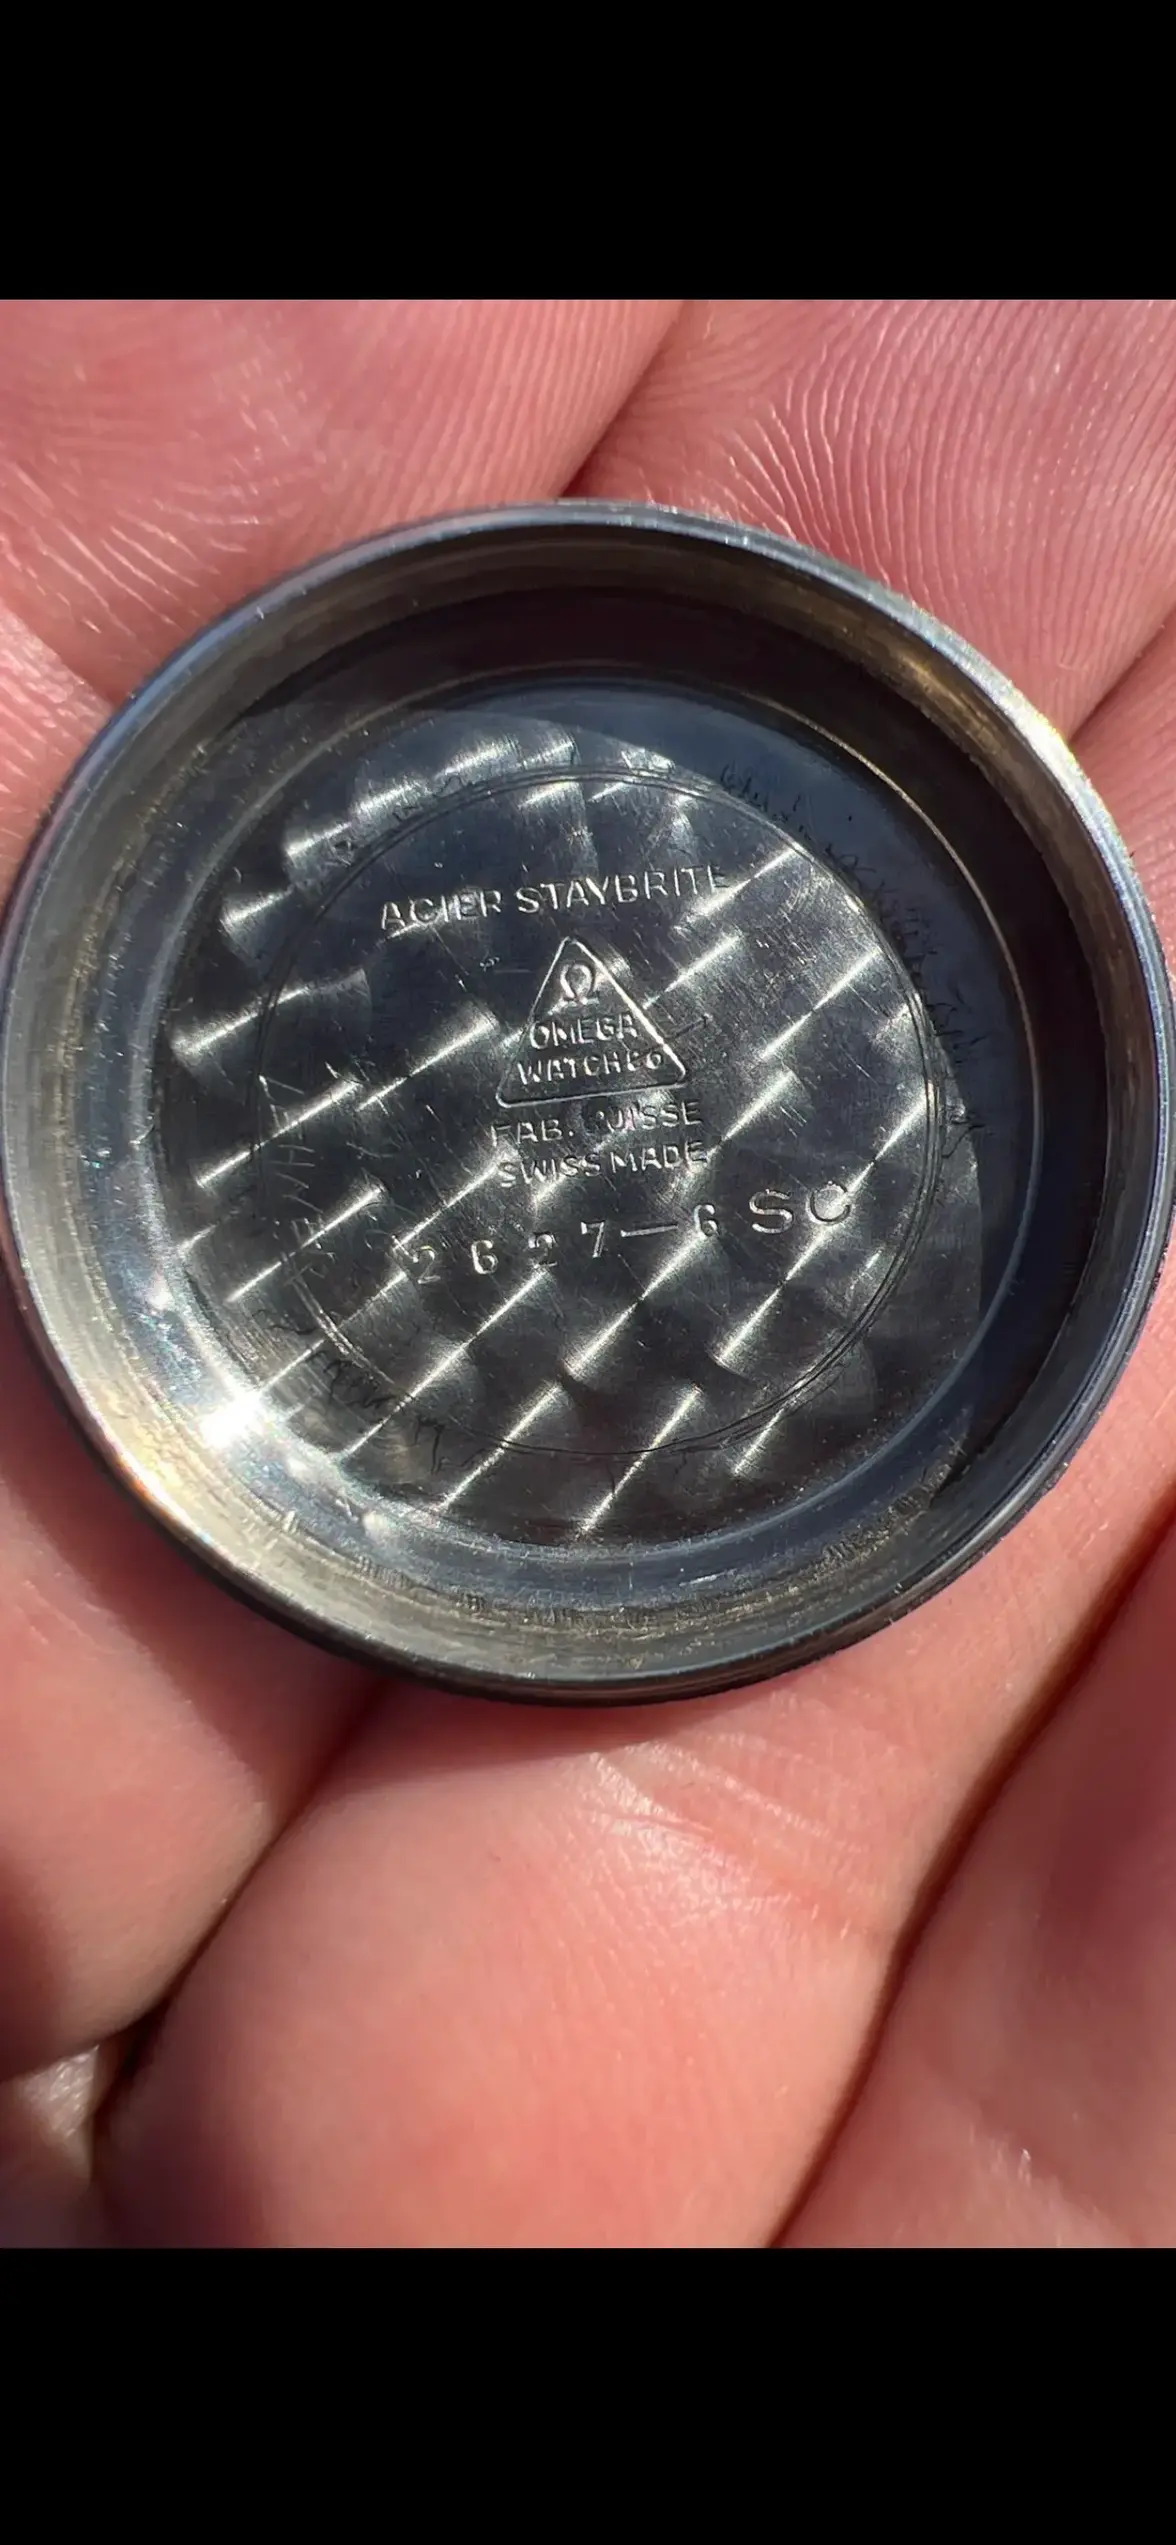 ACIER STAYBRITE
Ω
OMEGA
WATCH Co
FAB. SUISSE
SWISS MADE
2627-6 SC